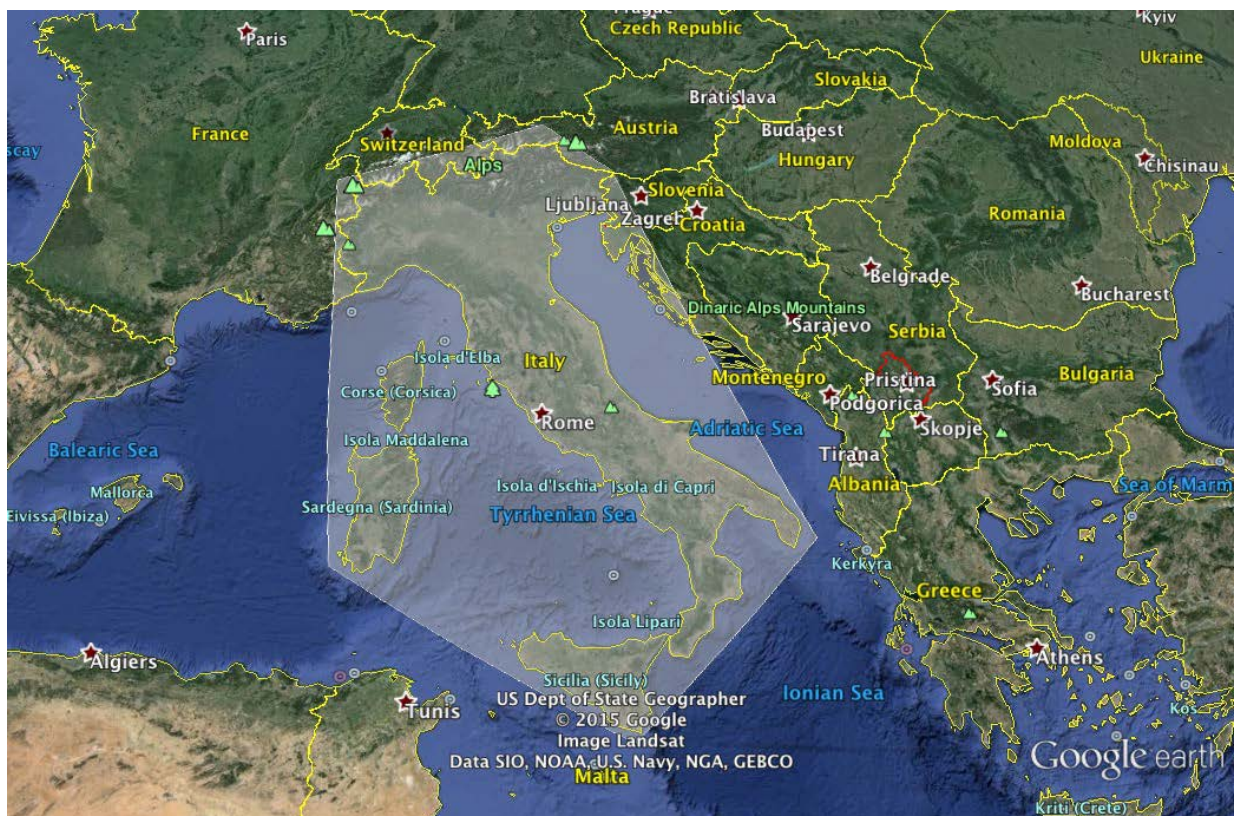 Prague
Kyiv
Paris
Czech Republic
Ukraine
Slovakia
Bratislava
France
Austria
Budapest
Moldova
scay
Switzerland
Hungary
Chisinau
Alps
Slovenia
Ljubljana
Zagreb
Croatia
Romania
Belgrade
Bucharest
Dinaric Alps Mountains
Sarajevo
Serbia
Isola d'Elba
Italy
Montenegro
Pristina
Bulgaria
Corse (Corsica)
Sofia
Podgorica
Rome
Adriatic Sea
Skopje
Isola Maddalena
Balearic Sea
Tirana
Mallorca
Isola d'Ischia
Isola di Capri
Albania
Sea of Marm
Sardegna (Sardinia)
Tyrrhenian Sea
Eivissa (Ibiza)
Kerkyra
Greece
Isola Lipari
Algiers
Athens
Sicilia (Sicily)
Ionian Sea
US Dept of State Geographer
Tunis
© 2015 Google
Kos
Image Landsat
Data SIO, NOAA, U.S. Navy, NGA, GEBCO
Google earth
Malta
Kriti (Crete)